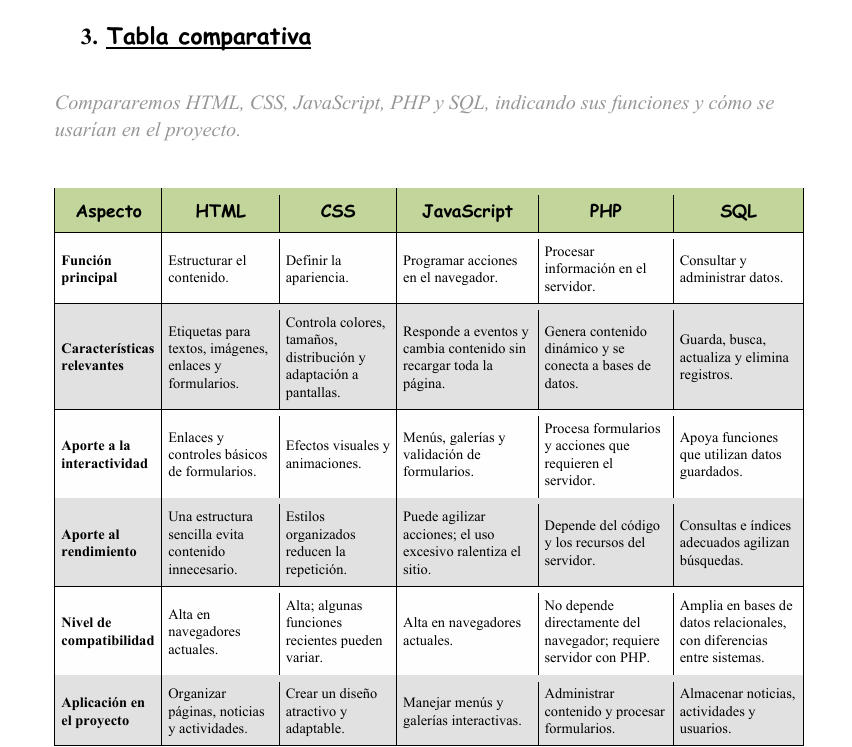 3. Tabla comparativa
Compararemos HTML, CSS, JavaScript, PHP y SQL, indicando sus funciones y cómo se
usarían en el proyecto.
Aspecto HTML CSS JavaScript PHP SQL
Función
principal
Estructurar el
contenido.
Definir la
apariencia.
Programar acciones
en el navegador.
Procesar
información en el
servidor.
Consultar y
administrar datos.
Características
relevantes
Etiquetas para
textos, imágenes,
enlaces y
formularios.
Controla colores,
tamaños,
distribución y
adaptación a
pantallas.
Responde a eventos y
cambia contenido sin
recargar toda la
página.
Genera contenido
dinámico y se
conecta a bases de
datos.
Guarda, busca,
actualiza y elimina
registros.
Aporte a la
interactividad
Enlaces y
controles básicos
de formularios.
Efectos visuales y
animaciones.
Menús, galerías y
validación de
formularios.
Procesa formularios
y acciones que
requieren el
servidor.
Apoya funciones
que utilizan datos
guardados.
Aporte al
rendimiento
Una estructura
sencilla evita
contenido
innecesario.
Estilos
organizados
reducen la
repetición.
Puede agilizar
acciones; el uso
excesivo ralentiza el
sitio.
Depende del código
y los recursos del
servidor.
Consultas e índices
adecuados agilizan
búsquedas.
Nivel de
compatibilidad
Alta en
navegadores
actuales.
Alta; algunas
funciones
recientes pueden
variar.
Alta en navegadores
actuales.
No depende
directamente del
navegador; requiere
servidor con PHP.
Amplia en bases de
datos relacionales,
con diferencias
entre sistemas.
Aplicación en
el proyecto
Organizar
páginas, noticias
y actividades.
Crear un diseño
atractivo y
adaptable.
Manejar menús y
galerías interactivas.
Administrar
contenido y procesar
formularios.
Almacenar noticias,
actividades y
usuarios.